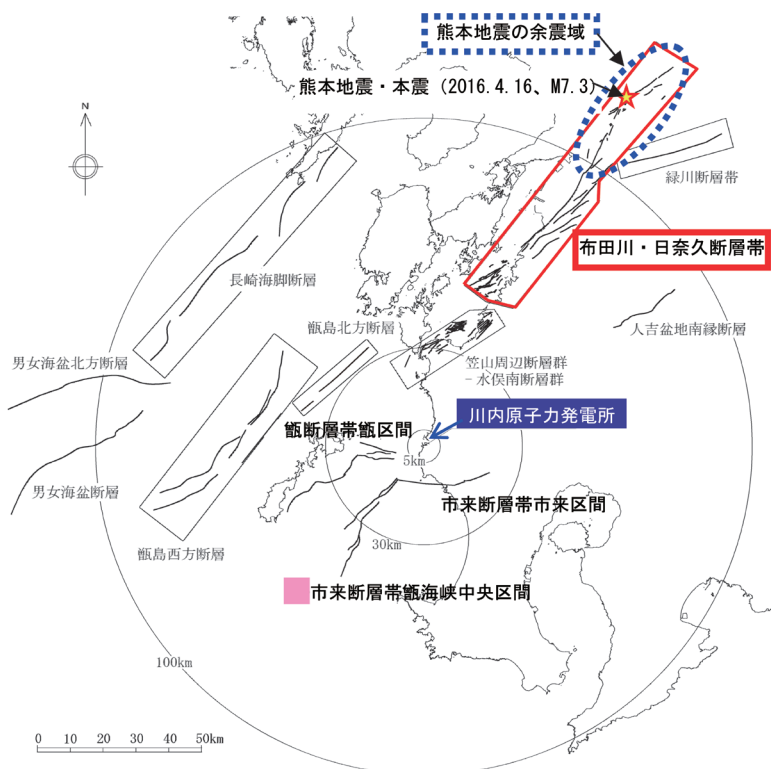 熊本地震の余震域
熊本地震・本震（2016.4.16、M7.3）
N
緑川断層帯
布田川・日奈久断層帯
長崎海脚断層
甑島北方断層
人吉盆地南縁断層
男女海盆北方断層
笠山周辺断層群
－水俣南断層群
川内原子力発電所
甑断層帯甑区間
5km
男女海盆断層
市来断層帯市来区間
甑島西方断層
30km
市来断層帯甑海峡中央区間
100km
0 10 20 30 40 50km